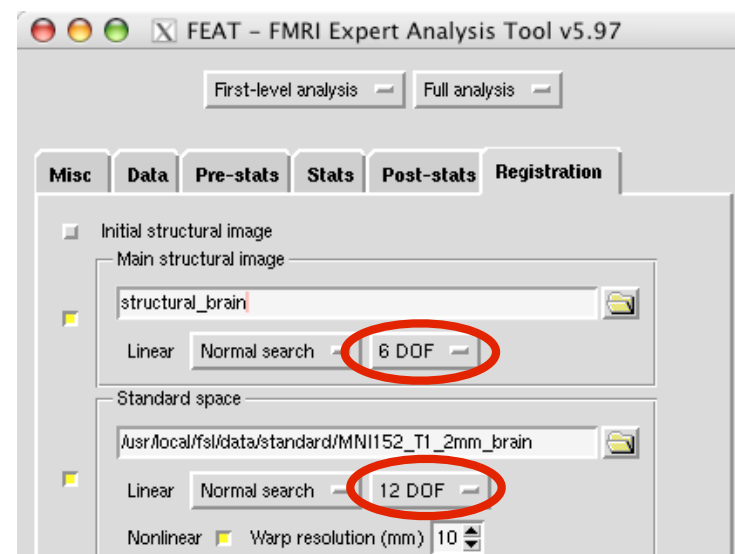 X FEAT – FMRI Expert Analysis Tool v5.97
First-level analysis Full analysis
Misc Data Pre-stats Stats Post-stats Registration
Initial structural image
Main structural image
structural_brain
Linear Normal search 6 DOF
Standard space
/usr/local/fsl/data/standard/MNI152_T1_2mm_brain
Linear Normal search 12 DOF
Nonlinear Warp resolution (mm) 10